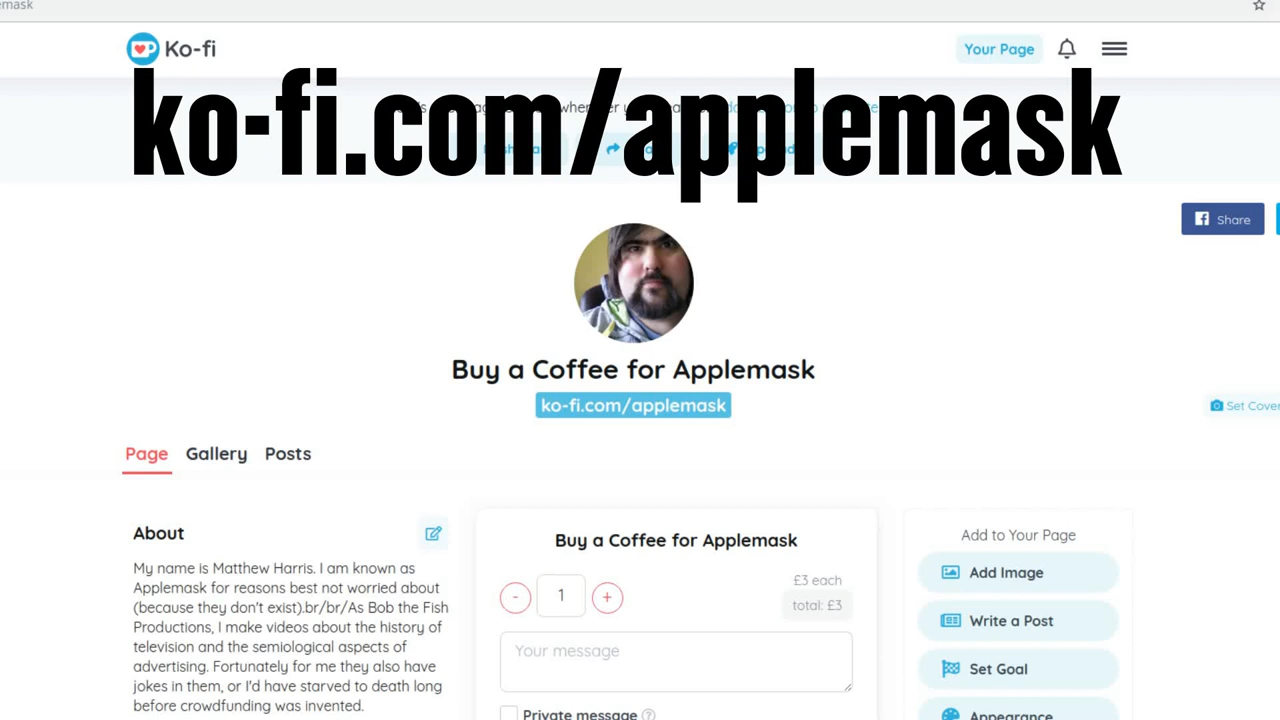 emask
Ko-fi
Your Page
ko-fi.com/applemask
Share
Buy a Coffee for Applemask
ko-fi.com/applemask
Set Cover
Page Gallery Posts
About
My name is Matthew Harris. I am known as
Applemask for reasons best not worried about
(because they don't exist).br/br/As Bob the Fish
Productions, I make videos about the history of
television and the semiological aspects of
advertising. Fortunately for me they also have
jokes in them, or I'd have starved to death long
before crowdfunding was invented.
Buy a Coffee for Applemask
- 1 +
£3 each
total: £3
Your message
Private message
Add to Your Page
Add Image
Write a Post
Set Goal
Appearance